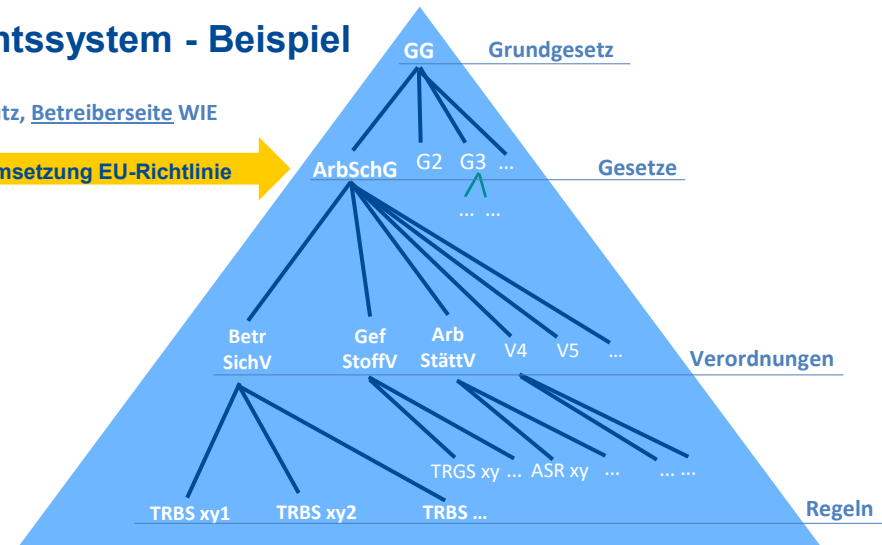 ntssystem - Beispiel
GG Grundgesetz
tz, Betreiberseite WIE
msetzung EU-Richtlinie
ArbSchG G2 G3 ... Gesetze
... ...
Betr Gef Arb
SichV StoffV StättV V4 V5 ... Verordnungen
TRGS xy ... ASR xy ... ... ...
TRBS xy1 TRBS xy2 TRBS ... Regeln